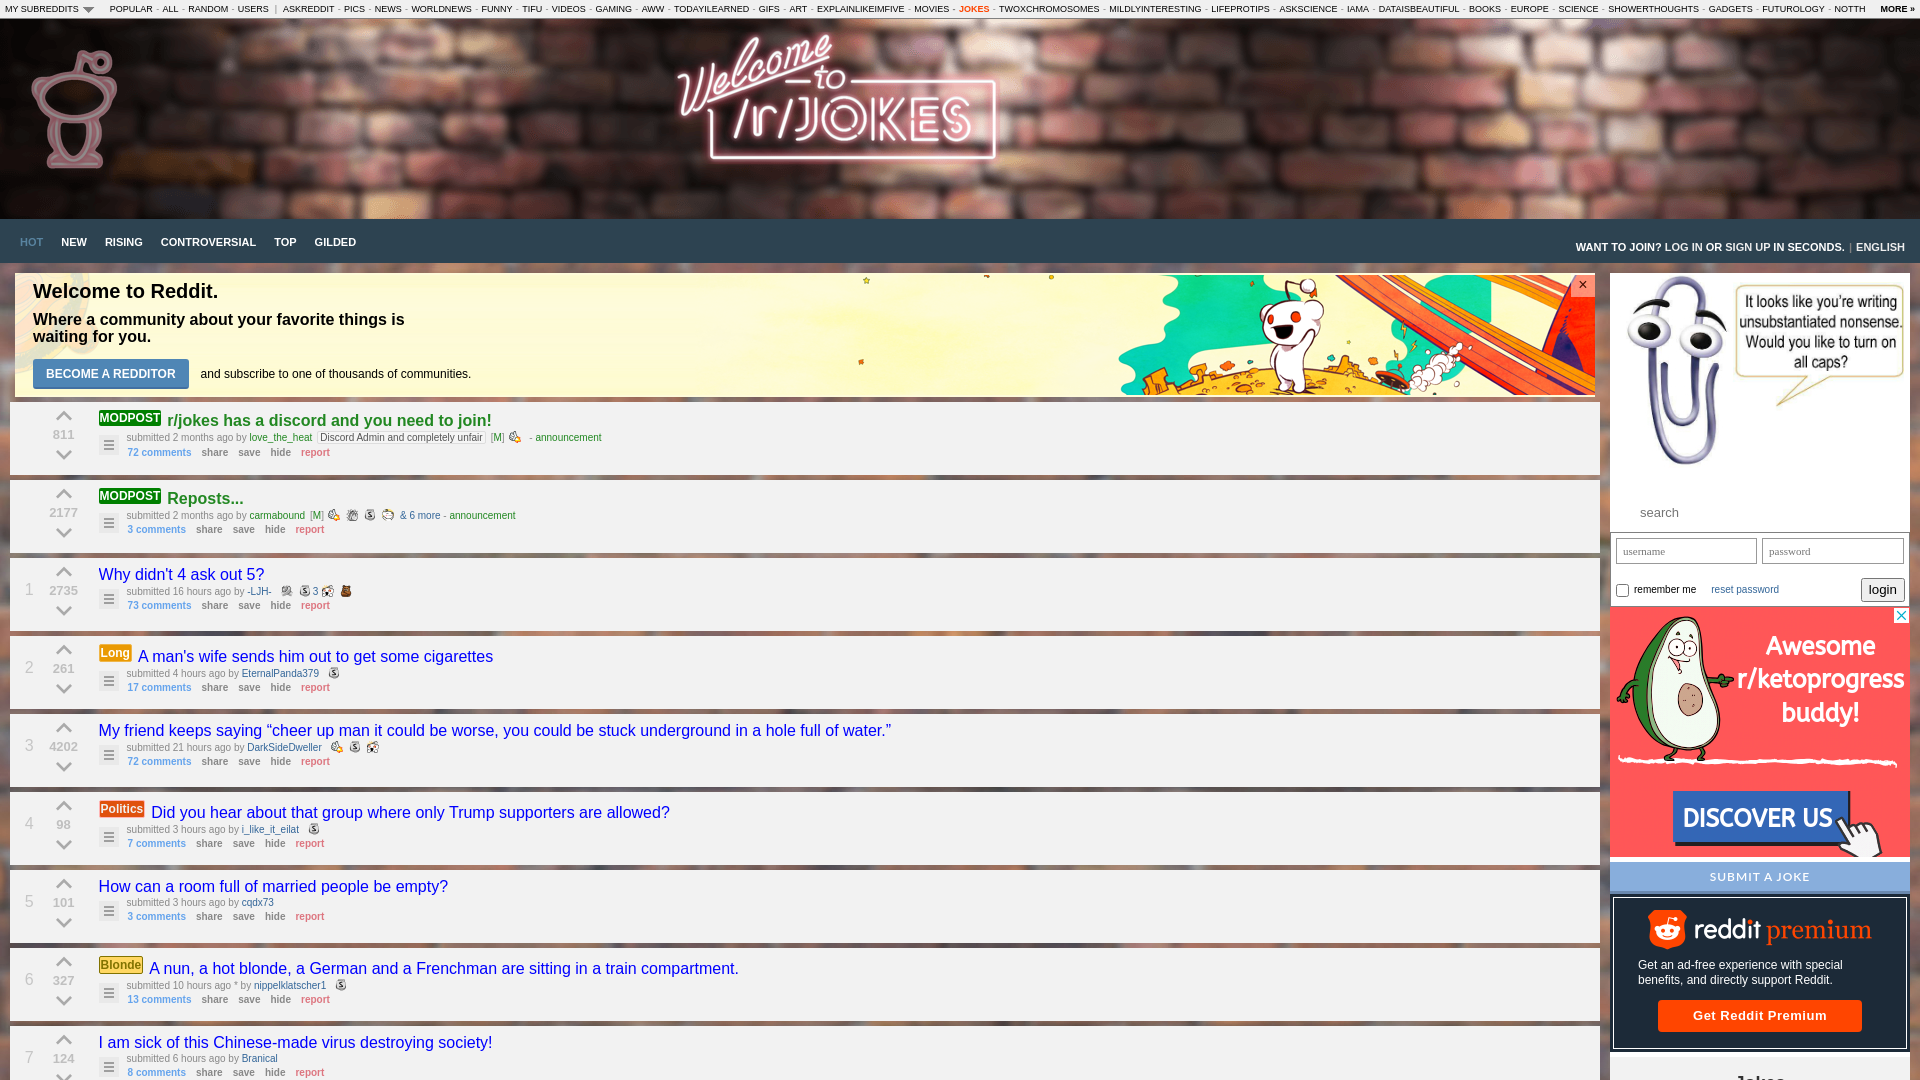 MY SUBREDDITS POPULAR - ALL - RANDOM - USERS | ASKREDDIT - PICS - NEWS - WORLDNEWS - FUNNY - TIFU - VIDEOS - GAMING - AWW - TODAYILEARNED - GIFS - ART - EXPLAINLIKEIMFIVE - MOVIES - JOKES - TWOXCHROMOSOMES - MILDLYINTERESTING - LIFEPROTIPS - ASKSCIENCE - IAMA - DATAISBEAUTIFUL - BOOKS - EUROPE - SCIENCE - SHOWERTHOUGHTS - GADGETS - FUTUROLOGY - NOTTH MORE »
Welcome
to
/r/JOKES
HOT NEW RISING CONTROVERSIAL TOP GILDED
WANT TO JOIN? LOG IN OR SIGN UP IN SECONDS. | ENGLISH
Welcome to Reddit.
Where a community about your favorite things is
waiting for you.
BECOME A REDDITOR and subscribe to one of thousands of communities.
×
MODPOST r/jokes has a discord and you need to join!
811
submitted 2 months ago by love_the_heat Discord Admin and completely unfair [M] - announcement
72 comments share save hide report
MODPOST Reposts...
2177
submitted 2 months ago by carmabound [M] & 6 more - announcement
3 comments share save hide report
Why didn't 4 ask out 5?
1 2735
submitted 16 hours ago by -LJH- 3
73 comments share save hide report
Long A man's wife sends him out to get some cigarettes
2 261
submitted 4 hours ago by EternalPanda379
17 comments share save hide report
My friend keeps saying “cheer up man it could be worse, you could be stuck underground in a hole full of water.”
3 4202
submitted 21 hours ago by DarkSideDweller
72 comments share save hide report
Politics Did you hear about that group where only Trump supporters are allowed?
4 98
submitted 3 hours ago by i_like_it_eilat
7 comments share save hide report
How can a room full of married people be empty?
5 101
submitted 3 hours ago by cqdx73
3 comments share save hide report
Blonde A nun, a hot blonde, a German and a Frenchman are sitting in a train compartment.
6 327
submitted 10 hours ago * by nippelklatscher1
13 comments share save hide report
I am sick of this Chinese-made virus destroying society!
7 124
submitted 6 hours ago by Branical
8 comments share save hide report
It looks like you're writing
unsubstantiated nonsense.
Would you like to turn on
all caps?
search
username password
remember me reset password login
Awesome
r/ketoprogress
buddy!
DISCOVER US
SUBMIT A JOKE
reddit premium
Get an ad-free experience with special
benefits, and directly support Reddit.
Get Reddit Premium
Jokes